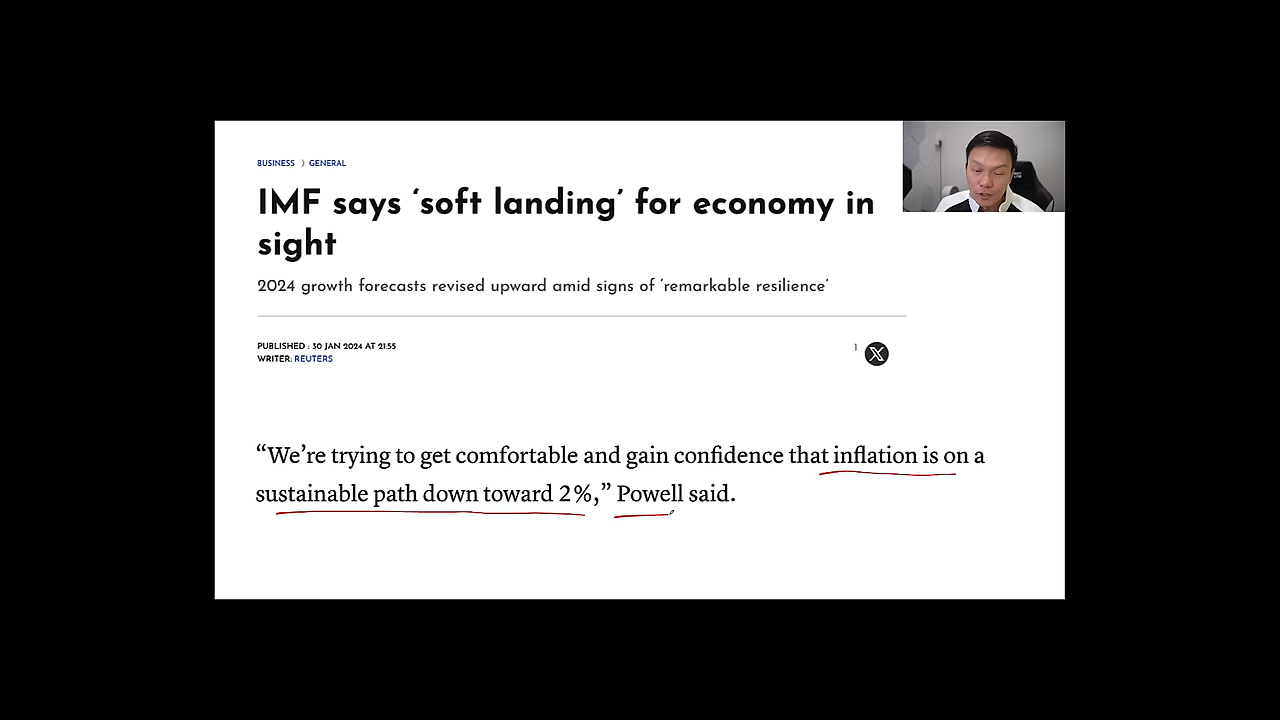 BUSINESS 〉 GENERAL
IMF says ‘soft landing’ for economy in
sight
2024 growth forecasts revised upward amid signs of ‘remarkable resilience’
PUBLISHED : 30 JAN 2024 AT 21:55
WRITER: REUTERS
1
“We’re trying to get comfortable and gain confidence that inflation is on a
sustainable path down toward 2%,” Powell said.